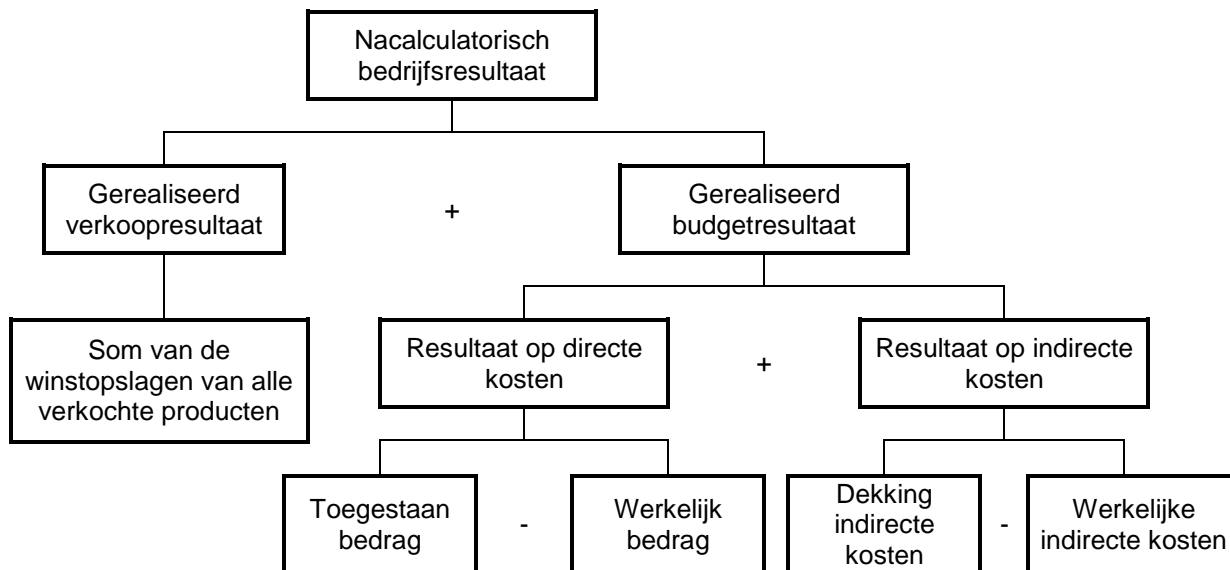 Nacalculatorisch
bedrijfsresultaat
Gerealiseerd
verkoopresultaat
+
Gerealiseerd
budgetresultaat
Som van de
winstopslagen van alle
verkochte producten
Resultaat op directe
kosten
+
Resultaat op indirecte
kosten
Toegestaan
bedrag
-
Werkelijk
bedrag
Dekking
indirecte
kosten
-
Werkelijke
indirecte kosten